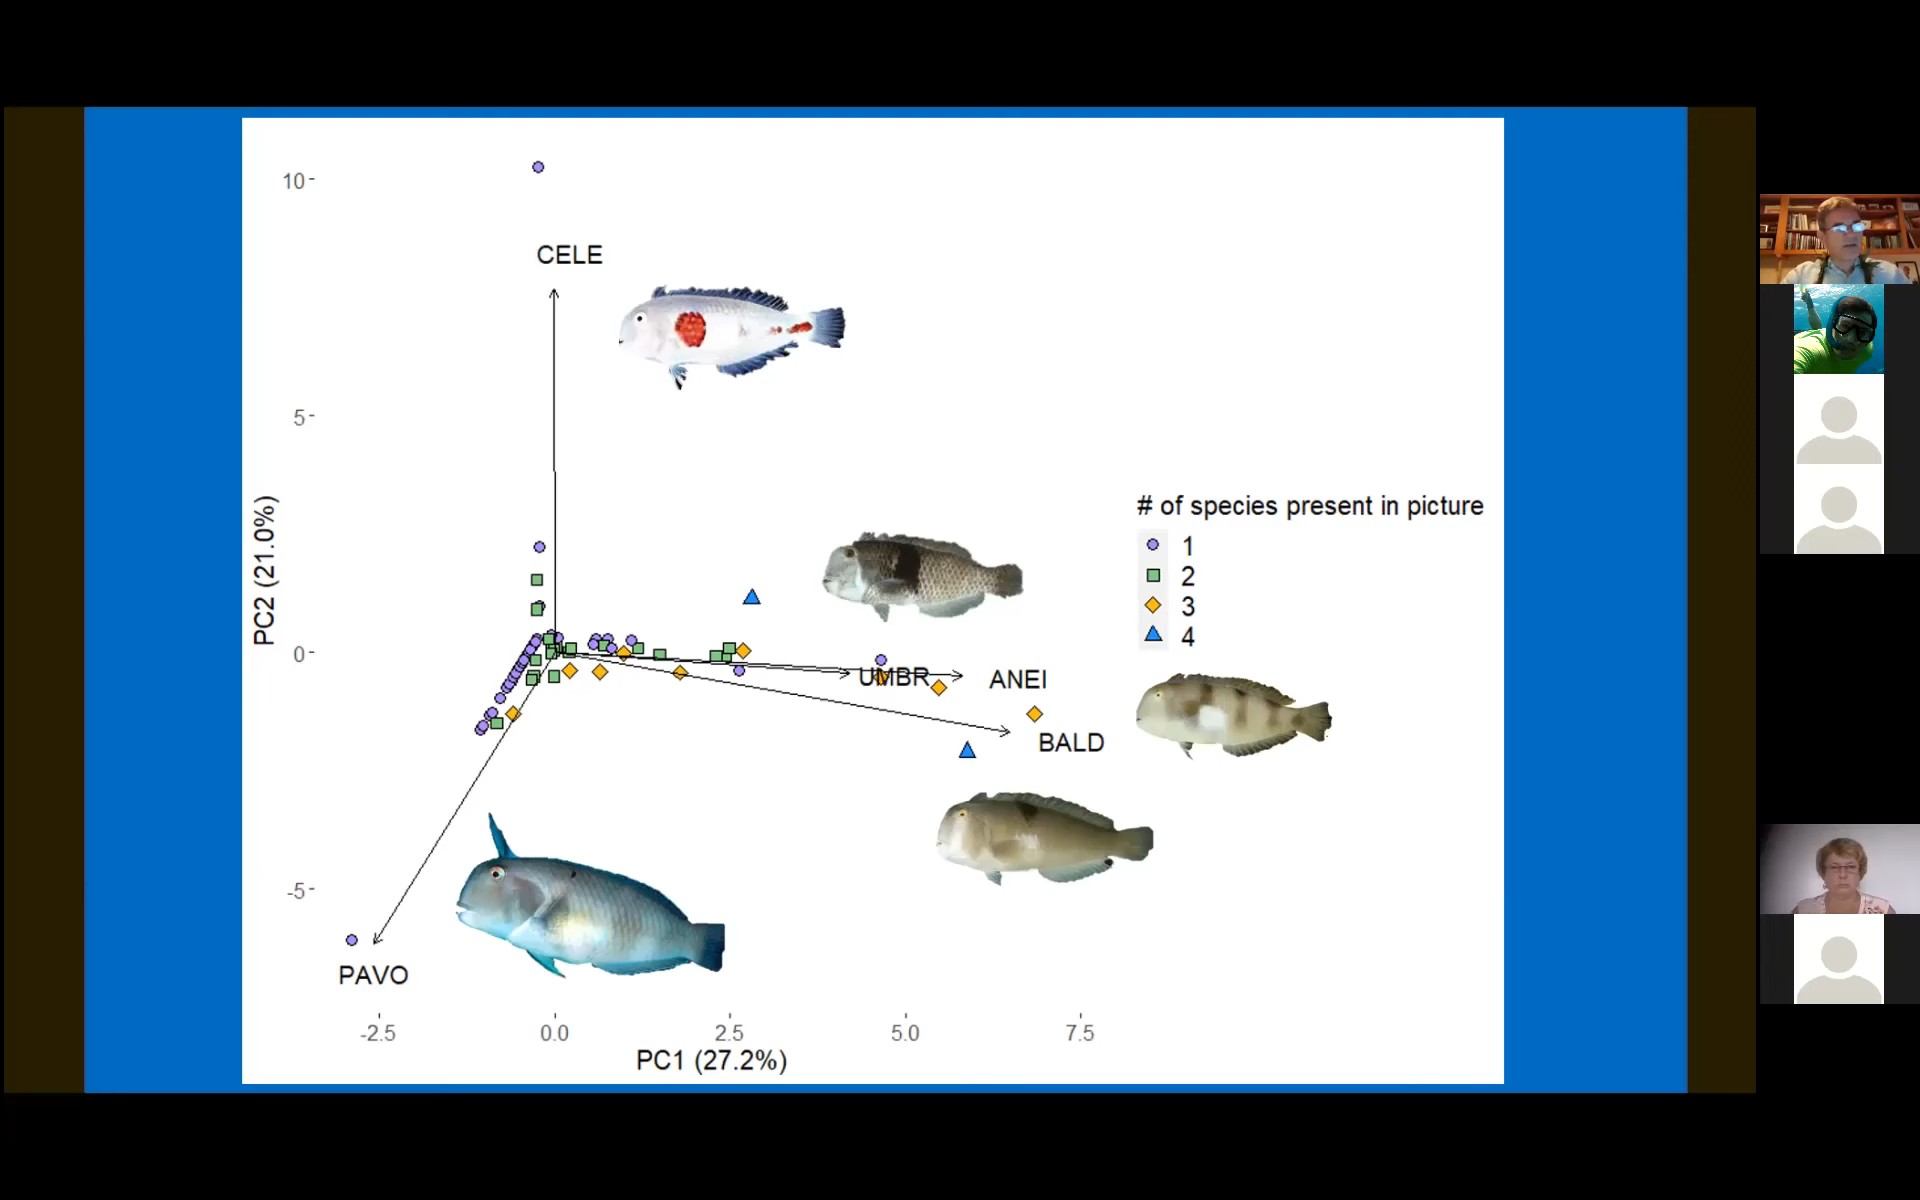 10
CELE
5
# of species present in picture
1
2
3
4
PC2 (21.0%)
0
UMBR
ANEI
BALD
-5
PAVO
-2.5 0.0 2.5 5.0 7.5
PC1 (27.2%)